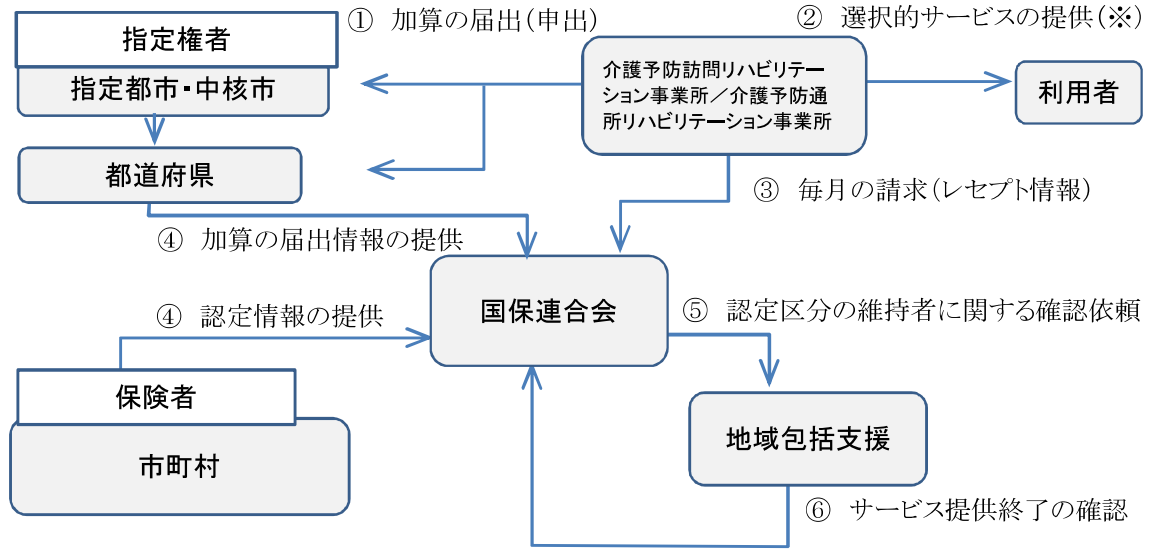 ① 加算の届出(申出)
② 選択的サービスの提供(※)
指定権者
指定都市・中核市
介護予防訪問リハビリテー
ション事業所／介護予防通
所リハビリテーション事業所
利用者
都道府県
③ 毎月の請求(レセプト情報)
④ 加算の届出情報の提供
国保連合会
④ 認定情報の提供
⑤ 認定区分の維持者に関する確認依頼
保険者
市町村
地域包括支援
⑥ サービス提供終了の確認